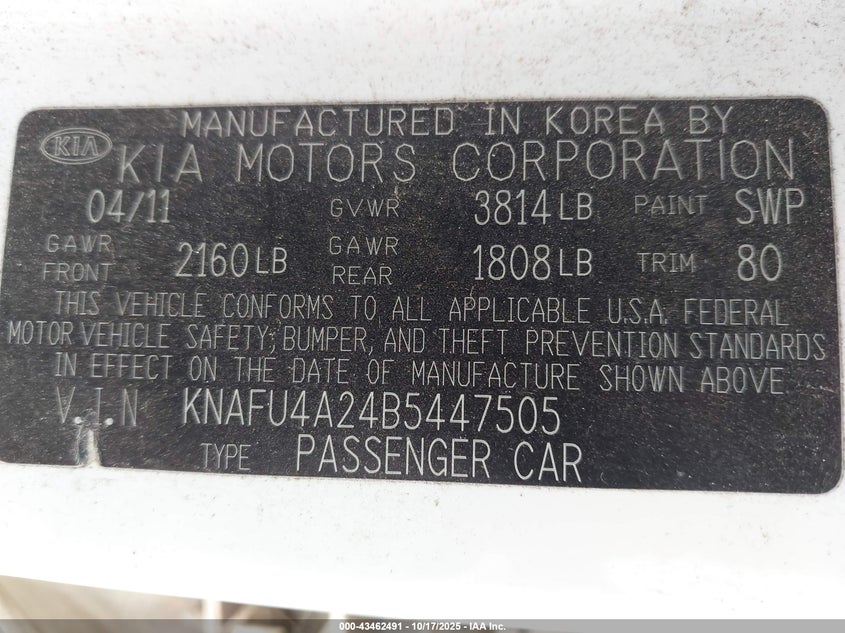 MANUFACTURED IN KOREA BY
KIA KIA MOTORS CORPORATION
04/11 GVWR 3814 LB PAINT SWP
GAWR FRONT 2160 LB GAWR REAR 1808 LB TRIM 80
THIS VEHICLE CONFORMS TO ALL APPLICABLE U.S.A. FEDERAL
MOTOR VEHICLE SAFETY, BUMPER, AND THEFT PREVENTION STANDARDS
IN EFFECT ON THE DATE OF MANUFACTURE SHOWN ABOVE
V.I.N KNAFU4A24B5447505
TYPE PASSENGER CAR
000-43462491 - 10/17/2025 - IAA Inc.